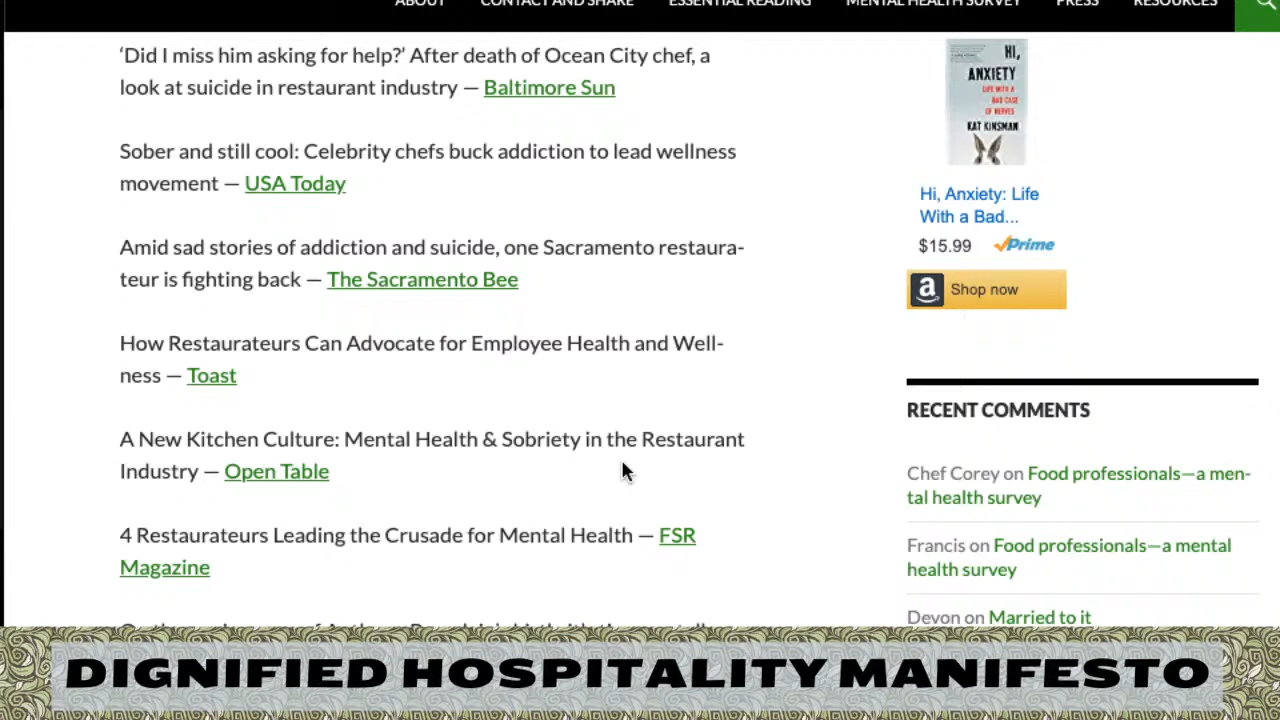 ABOUT CONTACT AND SHARE ESSENTIAL READING MENTAL HEALTH SURVEY PRESS RESOURCES
‘Did I miss him asking for help?’ After death of Ocean City chef, a
look at suicide in restaurant industry — Baltimore Sun
Sober and still cool: Celebrity chefs buck addiction to lead wellness
movement — USA Today
Amid sad stories of addiction and suicide, one Sacramento restaura-
teur is fighting back — The Sacramento Bee
How Restaurateurs Can Advocate for Employee Health and Well-
ness — Toast
A New Kitchen Culture: Mental Health & Sobriety in the Restaurant
Industry — Open Table
4 Restaurateurs Leading the Crusade for Mental Health — FSR
Magazine
HI,
ANXIETY
LIFE WITH A
BAD CASE
OF NERVES
KAT KINSMAN
Hi, Anxiety: Life
With a Bad...
$15.99 Prime
a Shop now
RECENT COMMENTS
Chef Corey on Food professionals—a men-
tal health survey
Francis on Food professionals—a mental
health survey
Devon on Married to it
DIGNIFIED HOSPITALITY MANIFESTO